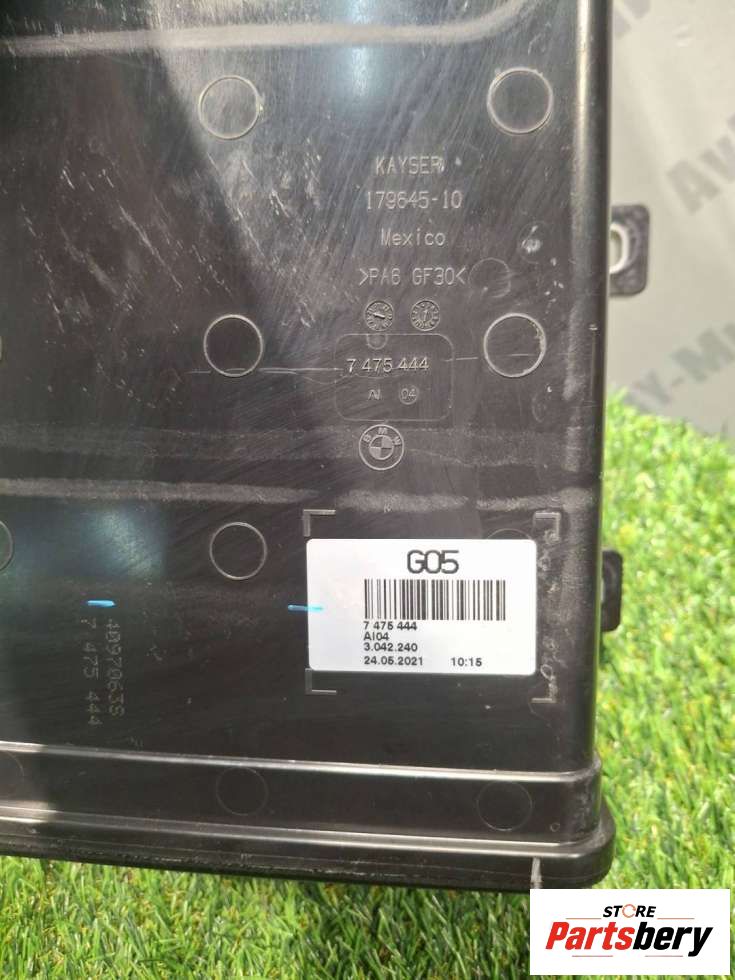 KAYSER
179645-10
Mexico
>PA6 GF30<
7 475 444
AI 04
BMW
G05
7 475 444
AI04
3.042.240
24.05.2021 10:15
7 475 444
STORE
Partsbery